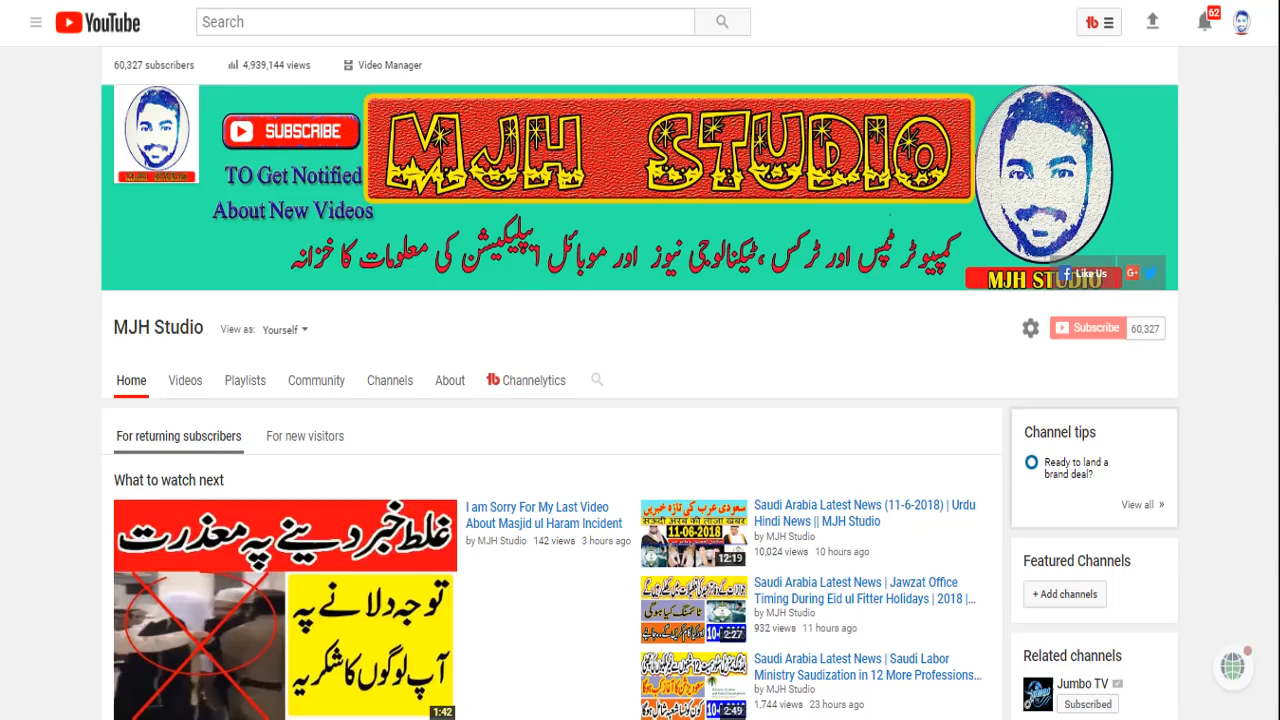 YouTube
Search
62
60,327 subscribers
4,939,144 views
Video Manager
SUBSCRIBE
TO Get Notified
About New Videos
MJH STUDIO
کمپیوٹر ٹپس اور ٹرکس ،ٹیکنالوجی نیوز اور موبائل ایپلیکیشن کی معلومات کا خزانہ
MJH STUDIO
Like Us
MJH Studio
View as: Yourself
Subscribe 60,327
Home Videos Playlists Community Channels About Channelytics
For returning subscribers For new visitors
What to watch next
غلط خبر دینے پہ معذرت
توجہ دلانے پہ
آپ لوگوں کا شکریہ
1:42
I am Sorry For My Last Video
About Masjid ul Haram Incident
by MJH Studio 142 views 3 hours ago
سعودی عرب کی تازہ خبریں
11-06-2018
12:19
Saudi Arabia Latest News (11-6-2018) | Urdu
Hindi News || MJH Studio
by MJH Studio
10,024 views 10 hours ago
2:27
Saudi Arabia Latest News | Jawzat Office
Timing During Eid ul Fitter Holidays | 2018 |...
by MJH Studio
932 views 11 hours ago
2:49
Saudi Arabia Latest News | Saudi Labor
Ministry Saudization in 12 More Professions...
by MJH Studio
1,744 views 23 hours ago
Channel tips
Ready to land a
brand deal?
View all »
Featured Channels
+ Add channels
Related channels
Jumbo TV
Subscribed